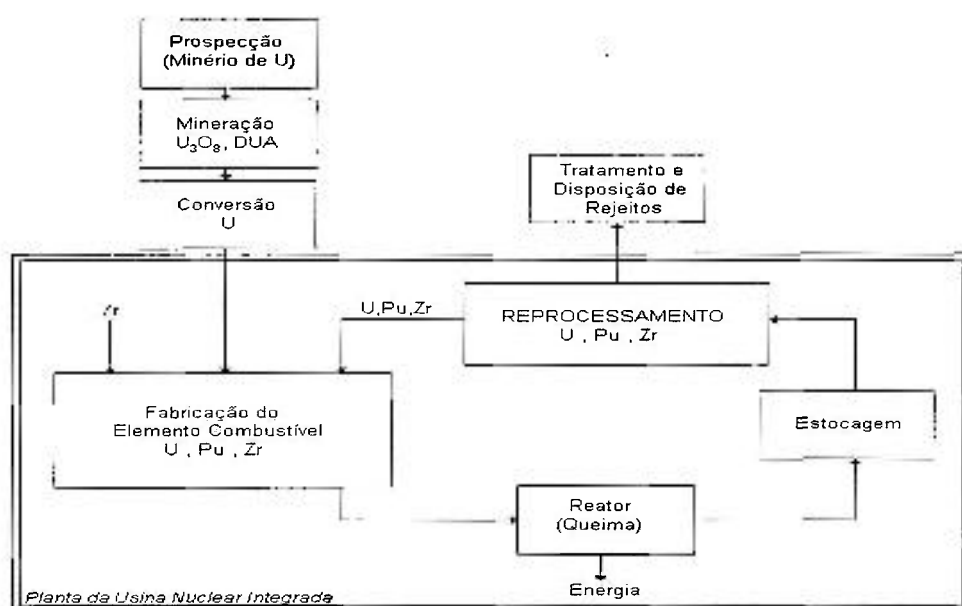 Prospecção
(Minério de U)
Mineração
U₃O₈, DUA
Conversão
U
Tratamento e
Disposição de
Rejeitos
Zr
U,Pu,Zr
REPROCESSAMENTO
U , Pu , Zr
Fabricação do
Elemento Combustível
U , Pu , Zr
Estocagem
Reator
(Queima)
Energia
Planta da Usina Nuclear Integrada